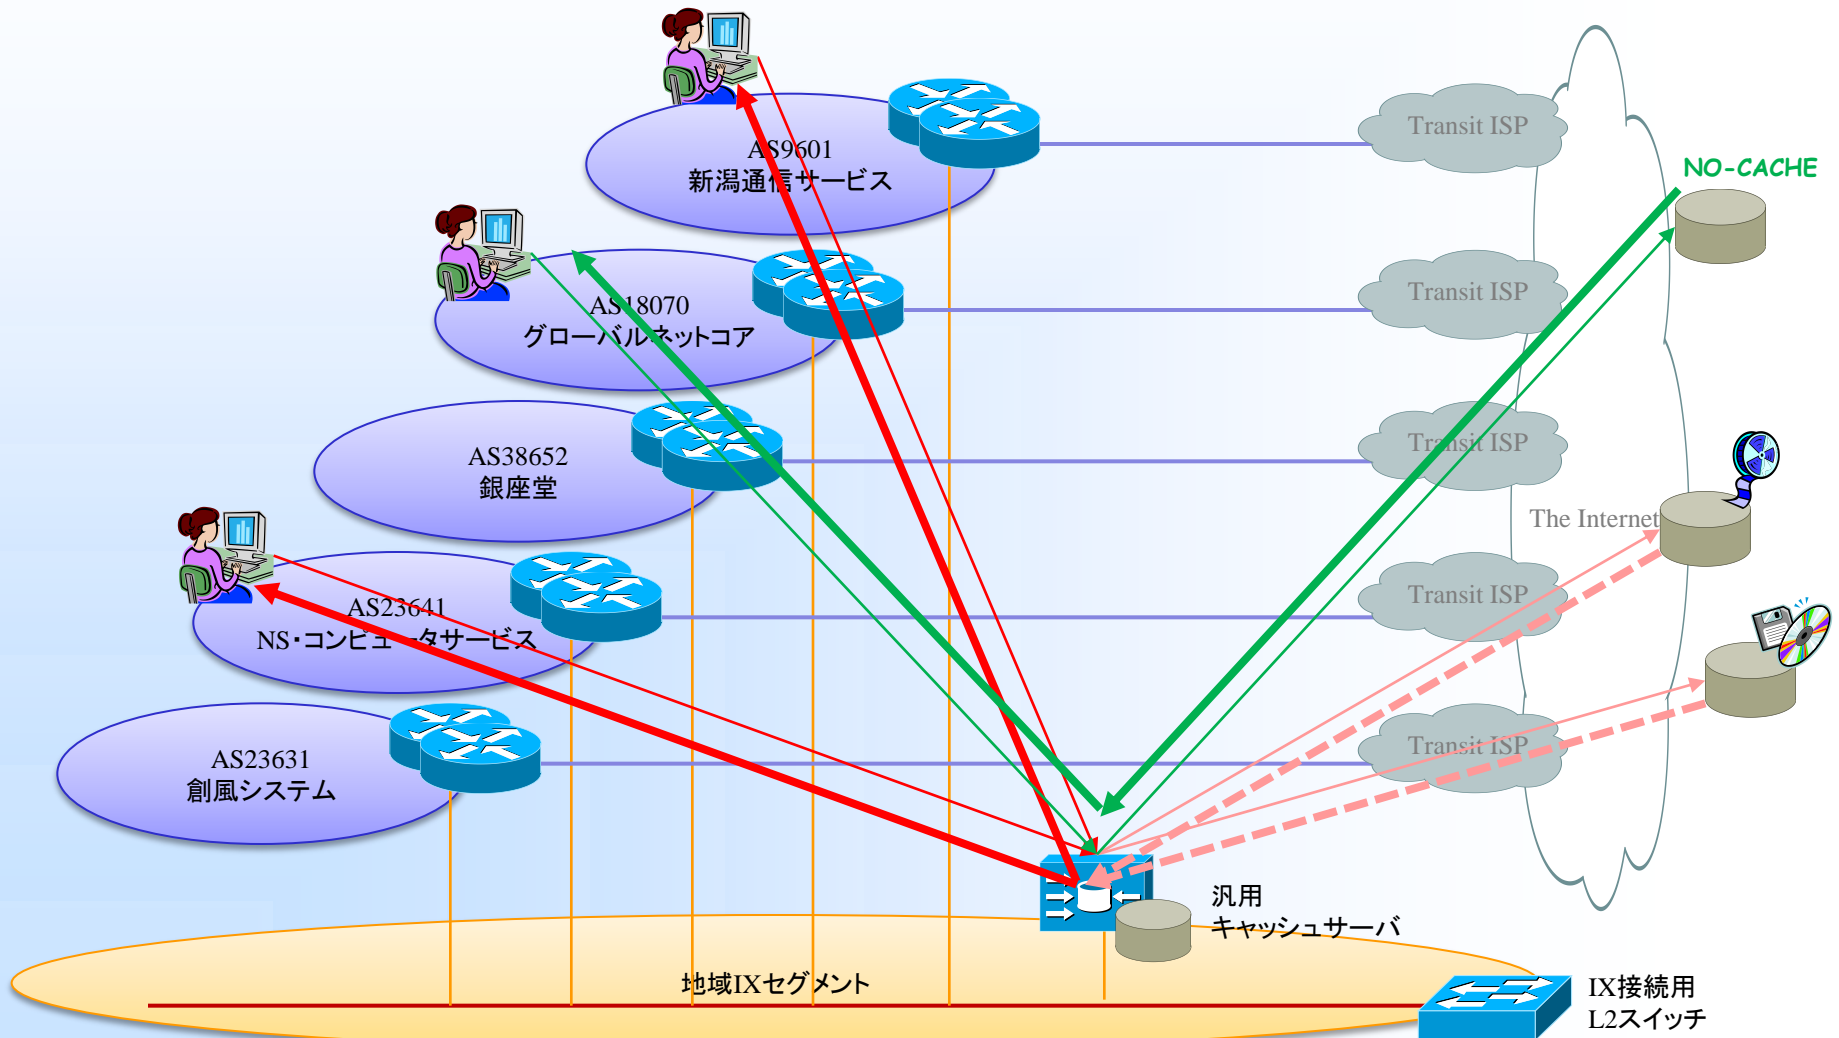 AS9601
新潟通信サービス
Transit ISP
NO-CACHE
AS18070
グローバルネットコア
Transit ISP
AS38652
銀座堂
Transit ISP
The Internet
AS23641
NS・コンピュータサービス
Transit ISP
AS23631
創風システム
Transit ISP
汎用
キャッシュサーバ
地域IXセグメント
IX接続用
L2スイッチ